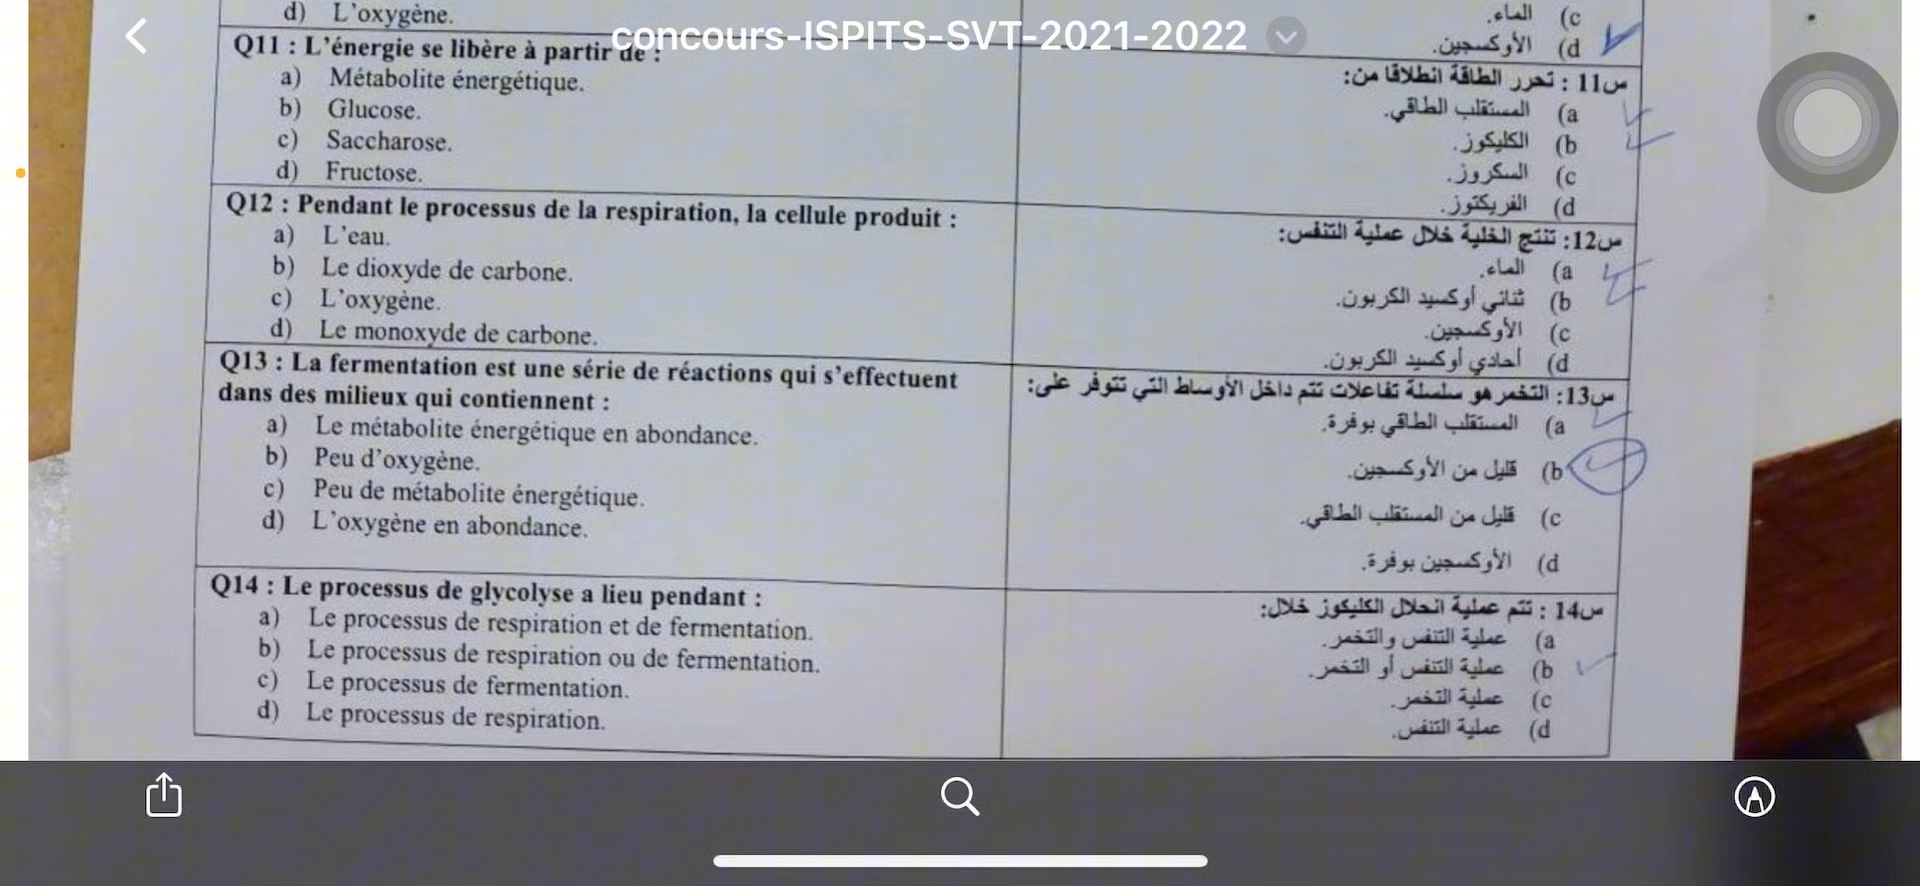 concours-ISPITS-SVT-2021-2022
d) L'oxygène.
Q11 : L'énergie se libère à partir de :
a) Métabolite énergétique.
b) Glucose.
c) Saccharose.
d) Fructose.
Q12 : Pendant le processus de la respiration, la cellule produit :
a) L'eau.
b) Le dioxyde de carbone.
c) L'oxygène.
d) Le monoxyde de carbone.
Q13 : La fermentation est une série de réactions qui s'effectuent
dans des milieux qui contiennent :
a) Le métabolite énergétique en abondance.
b) Peu d'oxygène.
c) Peu de métabolite énergétique.
d) L'oxygène en abondance.
Q14 : Le processus de glycolyse a lieu pendant :
a) Le processus de respiration et de fermentation.
b) Le processus de respiration ou de fermentation.
c) Le processus de fermentation.
d) Le processus de respiration.
c) الماء.
d) الأوكسجين.
س11 : تحرر الطاقة انطلاقا من:
a) المستقلب الطاقي.
b) الكليكوز.
c) السكروز.
d) الفريكتوز.
س12: تنتج الخلية خلال عملية التنفس:
a) الماء.
b) ثنائي أوكسيد الكربون.
c) الأوكسجين.
d) أحادي أوكسيد الكربون.
س13: التخمر هو سلسلة تفاعلات تتم داخل الأوساط التي تتوفر على:
a) المستقلب الطاقي بوفرة.
b) قليل من الأوكسجين.
c) قليل من المستقلب الطاقي.
d) الأوكسجين بوفرة.
س14 : تتم عملية انحلال الكليكوز خلال:
a) عملية التنفس والتخمر.
b) عملية التنفس أو التخمر.
c) عملية التخمر.
d) عملية التنفس.